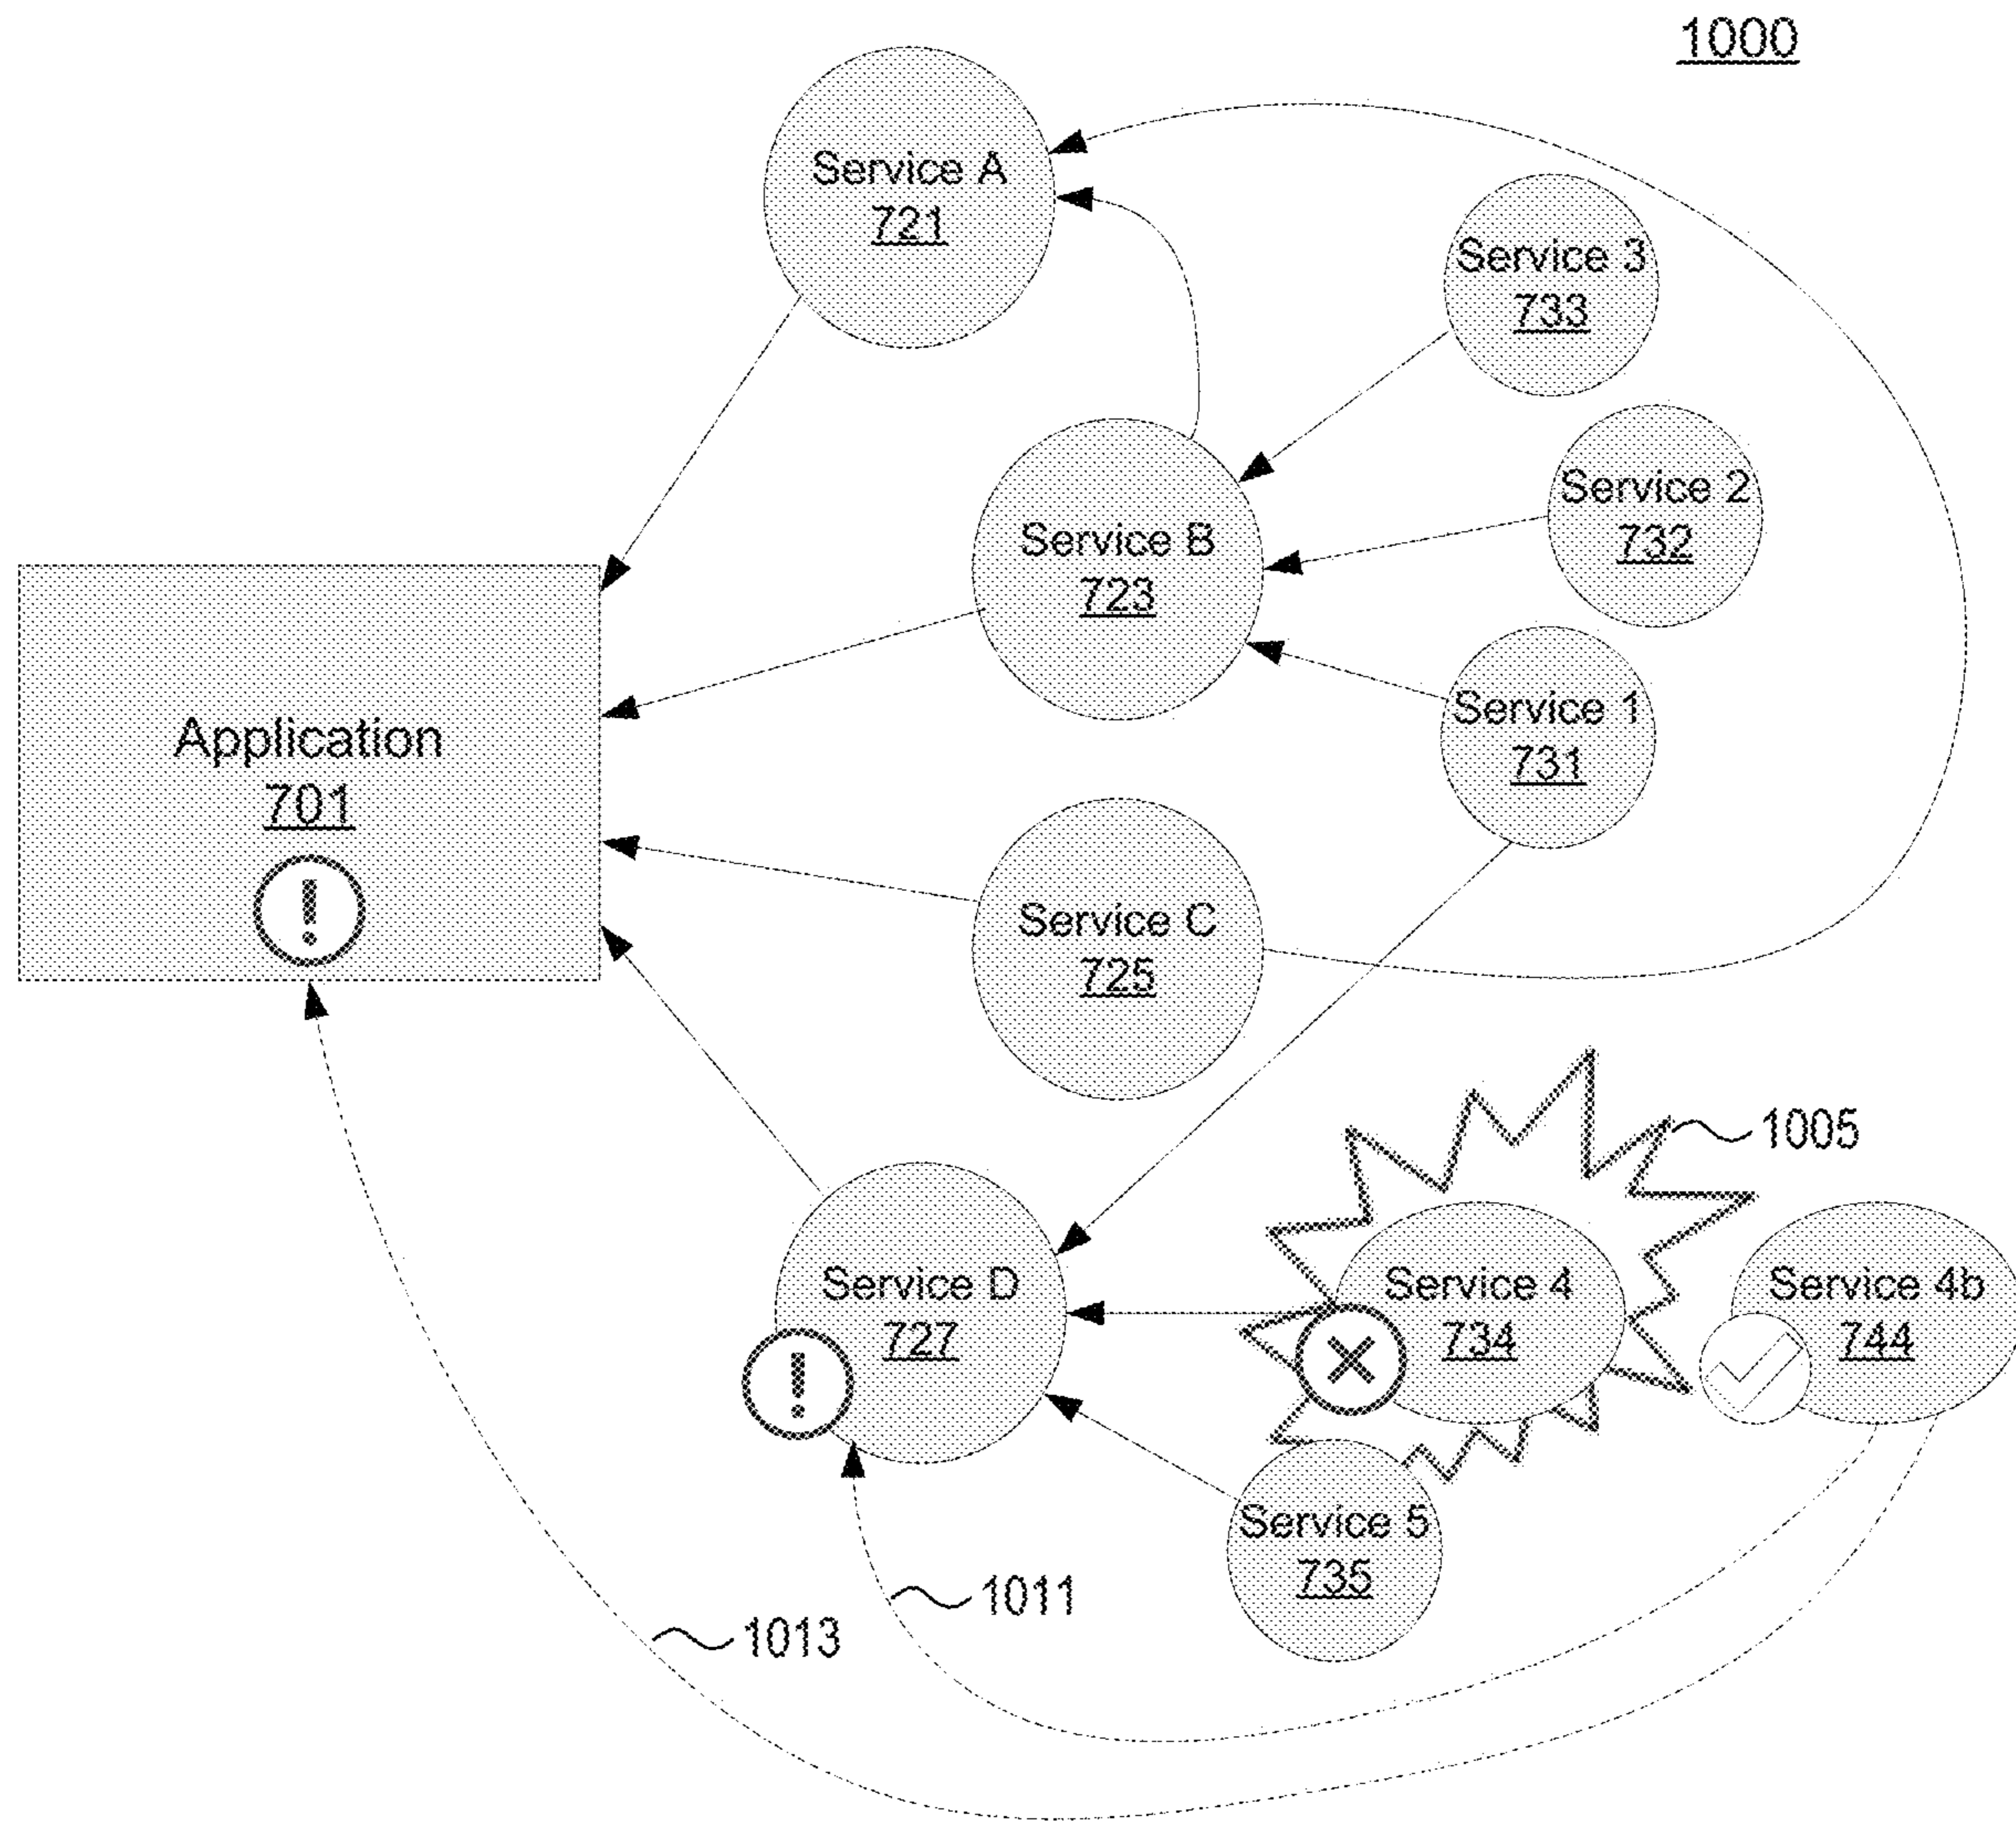 1000
Service A
721
Service 3
733
Service 2
732
Service B
723
Service 1
731
Application
701
!
Service C
725
1005
Service D
727
!
Service 4
734
Service 4b
744
Service 5
735
1011
1013